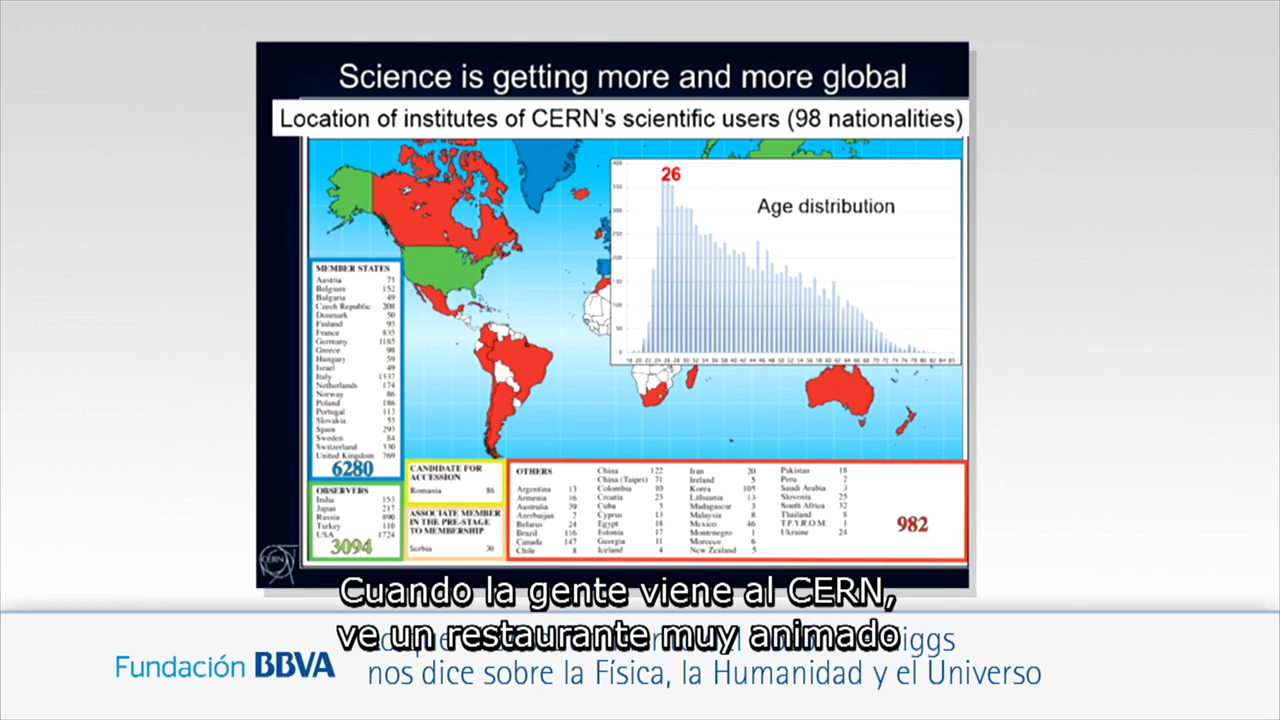 Science is getting more and more global
Location of institutes of CERN's scientific users (98 nationalities)
26
Age distribution
MEMBER STATES
Austria 75
Belgium 152
Bulgaria 49
Czech Republic 208
Denmark 50
Finland 93
France 835
Germany 1185
Greece 98
Hungary 59
Israel 49
Italy 1337
Netherlands 174
Norway 86
Poland 186
Portugal 113
Slovakia 55
Spain 293
Sweden 84
Switzerland 330
United Kingdom 769
6280
OBSERVERS
India 153
Japan 217
Russia 890
Turkey 110
USA 1724
3094
CANDIDATE FOR
ACCESSION
Romania 86
ASSOCIATE MEMBER
IN THE PRE-STAGE
TO MEMBERSHIP
Serbia 30
OTHERS
Argentina 13
Armenia 16
Australia 39
Azerbaijan 2
Belarus 24
Brazil 116
Canada 147
Chile 8
China 122
China (Taipei) 71
Colombia 10
Croatia 23
Cuba 3
Cyprus 13
Egypt 18
Estonia 17
Georgia 11
Iceland 4
Iran 20
Ireland 5
Korea 105
Lithuania 13
Madagascar 3
Malaysia 8
Mexico 46
Montenegro 1
Morocco 6
New Zealand 5
Pakistan 18
Peru 2
Saudi Arabia 3
Slovenia 25
South Africa 32
Thailand 8
T.F.Y.R.O.M. 1
Ukraine 24
982
CERN
Cuando la gente viene al CERN,
ve un restaurante muy animado
Fundación BBVA
nos dice sobre la Física, la Humanidad y el Universo